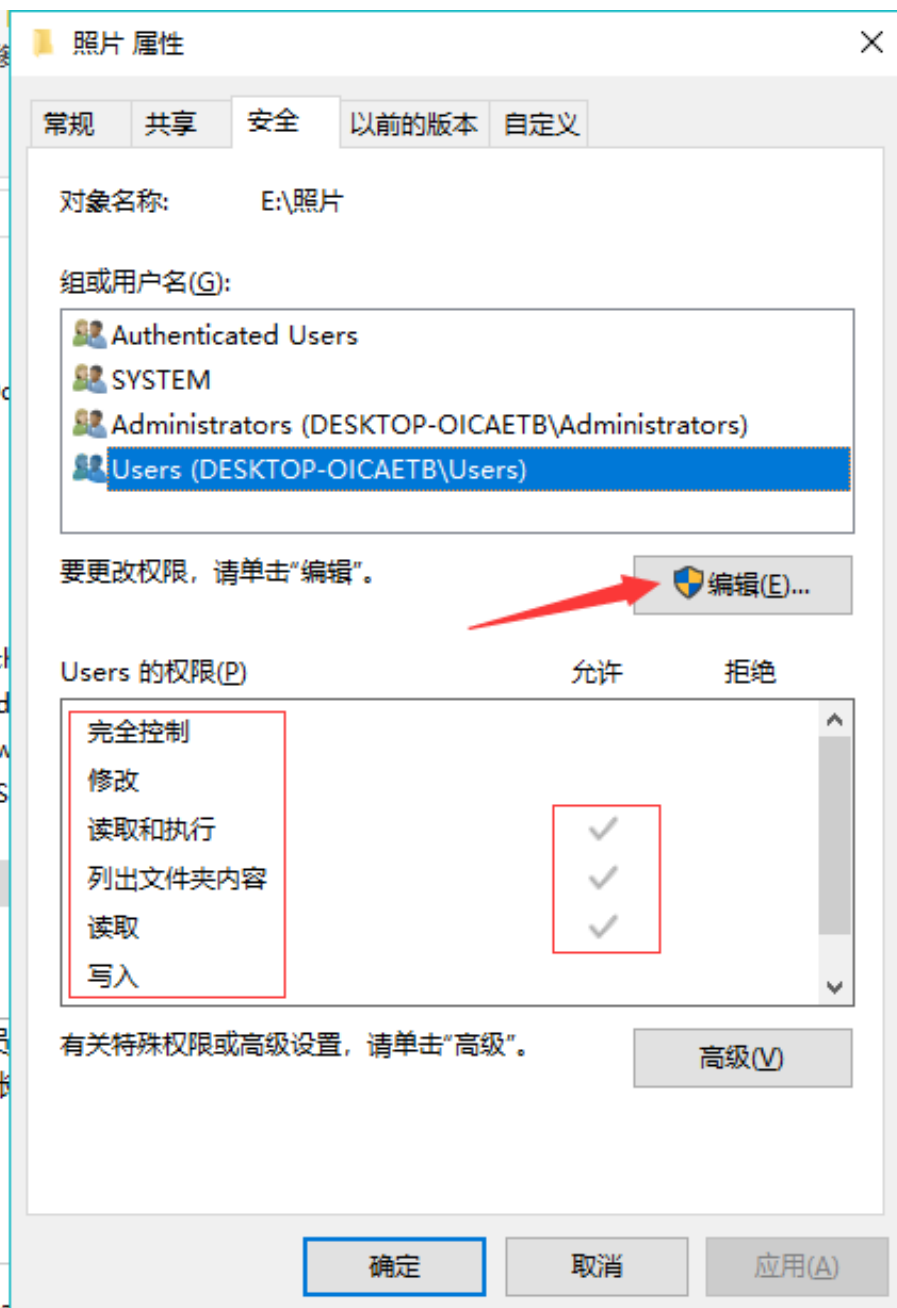 照片 属性
常规 共享 安全 以前的版本 自定义
对象名称: E:\照片
组或用户名(G):
Authenticated Users
SYSTEM
Administrators (DESKTOP-OICAETB\Administrators)
Users (DESKTOP-OICAETB\Users)
要更改权限，请单击“编辑”。
编辑(E)...
Users 的权限(P) 允许 拒绝
完全控制
修改
读取和执行
列出文件夹内容
读取
写入
有关特殊权限或高级设置，请单击“高级”。
高级(V)
确定 取消 应用(A)